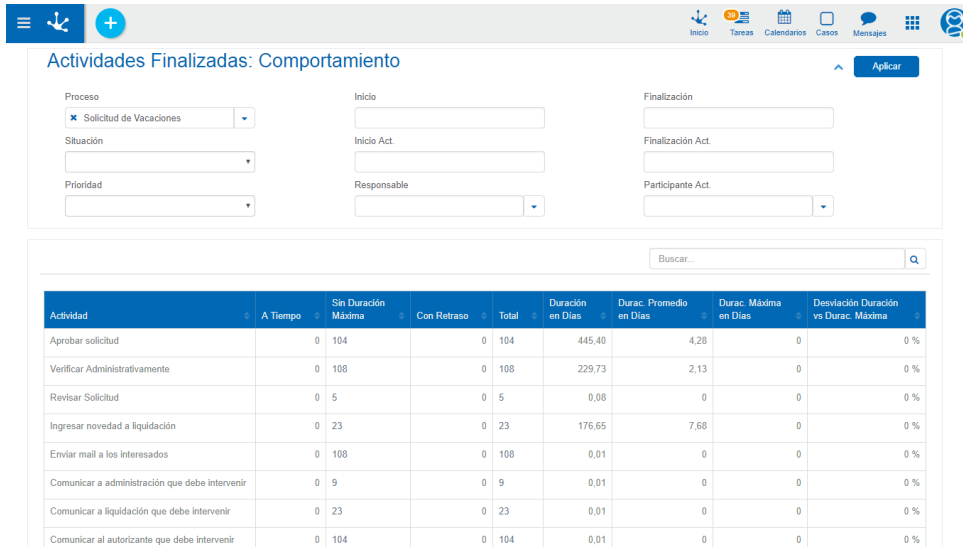 Inicio
39
Tareas
Calendarios
Casos
Mensajes
Actividades Finalizadas: Comportamiento
Aplicar
Proceso
Inicio
Finalización
✖ Solicitud de Vacaciones
Situación
Inicio Act.
Finalización Act.
Prioridad
Responsable
Participante Act.
Buscar...
Actividad A Tiempo Sin Duración Máxima Con Retraso Total Duración en Días Durac. Promedio en Días Durac. Máxima en Días Desviación Duración vs Durac. Máxima
Aprobar solicitud 0 104 0 104 445,40 4,28 0 0 %
Verificar Administrativamente 0 108 0 108 229,73 2,13 0 0 %
Revisar Solicitud 0 5 0 5 0,08 0 0 0 %
Ingresar novedad a liquidación 0 23 0 23 176,65 7,68 0 0 %
Enviar mail a los interesados 0 108 0 108 0,01 0 0 0 %
Comunicar a administración que debe intervenir 0 9 0 9 0,01 0 0 0 %
Comunicar a liquidación que debe intervenir 0 23 0 23 0,01 0 0 0 %
Comunicar al autorizante que debe intervenir 0 104 0 104 0,01 0 0 0 %